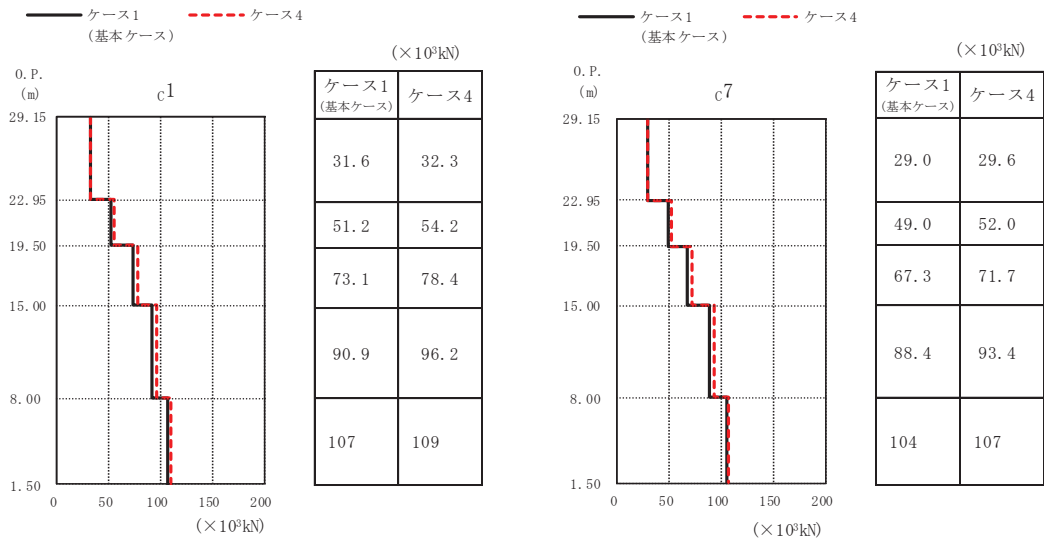 ケース1
(基本ケース)
ケース4
(×10³kN)
O.P.
(m)
C1
29.15
22.95
19.50
15.00
8.00
1.50
0 50 100 150 200
(×10³kN)
ケース1
(基本ケース)
ケース4
31.6 32.3
51.2 54.2
73.1 78.4
90.9 96.2
107 109
ケース1
(基本ケース)
ケース4
(×10³kN)
O.P.
(m)
C7
29.15
22.95
19.50
15.00
8.00
1.50
0 50 100 150 200
(×10³kN)
ケース1
(基本ケース)
ケース4
29.0 29.6
49.0 52.0
67.3 71.7
88.4 93.4
104 107